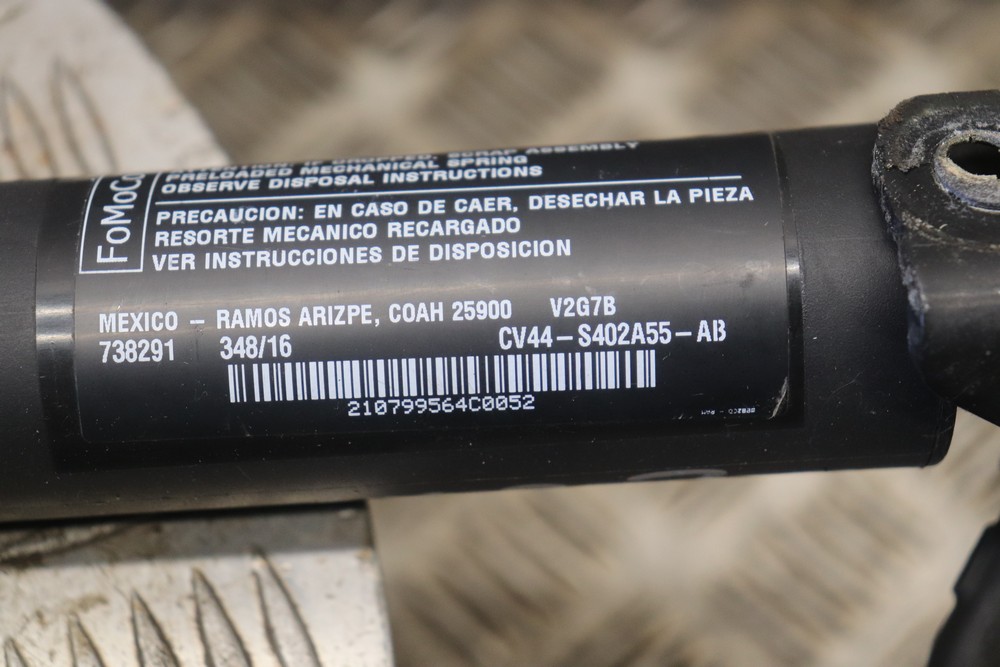 FoMoCo
ASSEMBLY
PRELOADED MECHANICAL SPRING
OBSERVE DISPOSAL INSTRUCTIONS
PRECAUCION: EN CASO DE CAER, DESECHAR LA PIEZA
RESORTE MECANICO RECARGADO
VER INSTRUCCIONES DE DISPOSICION
MEXICO – RAMOS ARIZPE, COAH 25900 V2G7B
738291 348/16 CV44-S402A55-AB
210799564C0052